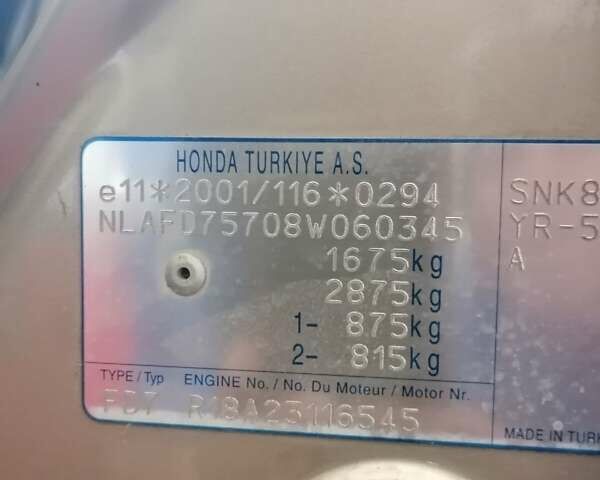 HONDA TURKIYE A.S.
e11*2001/116*0294
NLAFD75708W060345
1675kg
2875kg
1- 875kg
2- 815kg
SNK8
YR-5
A
TYPE/Typ ENGINE No./No. Du Moteur/Motor Nr.
FD7 R18A23116545
MADE IN TURK